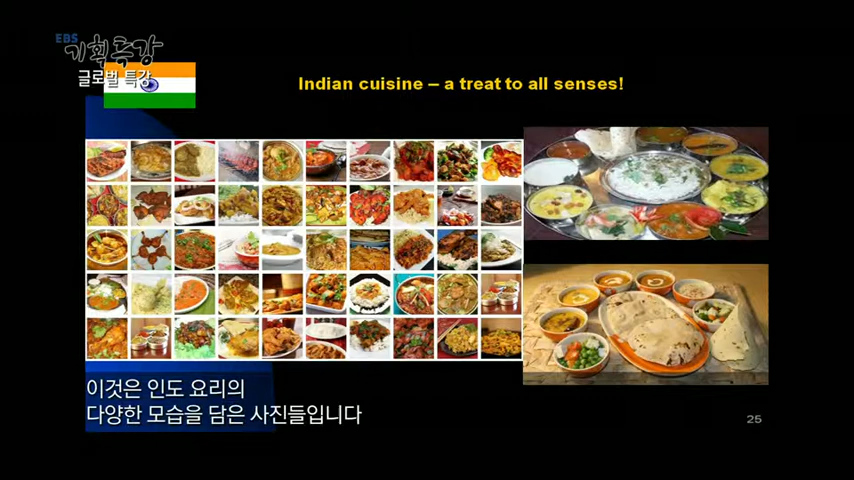 EBS
기획특강
글로벌 특강
Indian cuisine – a treat to all senses!
이것은 인도 요리의
다양한 모습을 담은 사진들입니다
25